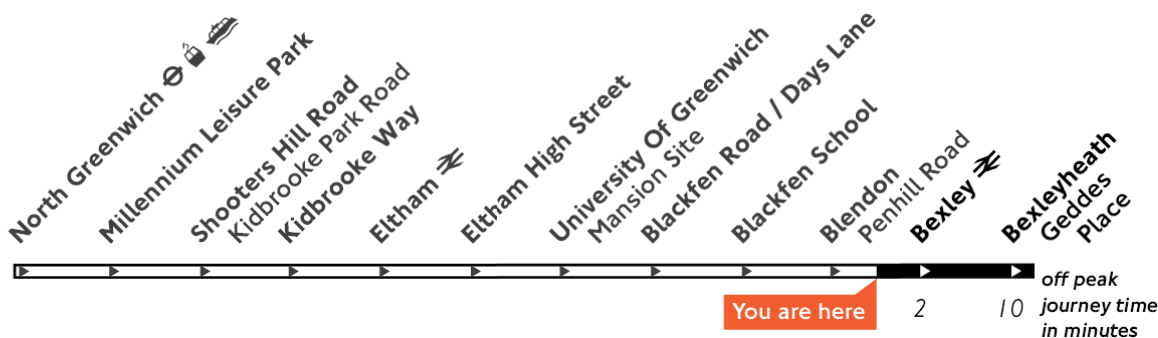 North Greenwich
Millennium Leisure Park
Shooters Hill Road
Kidbrooke Park Road
Kidbrooke Way
Eltham
Eltham High Street
University Of Greenwich
Mansion Site
Blackfen Road / Days Lane
Blackfen School
Blendon
Penhill Road
Bexley
Bexleyheath
Geddes
Place
You are here
2
10
off peak
journey time
in minutes